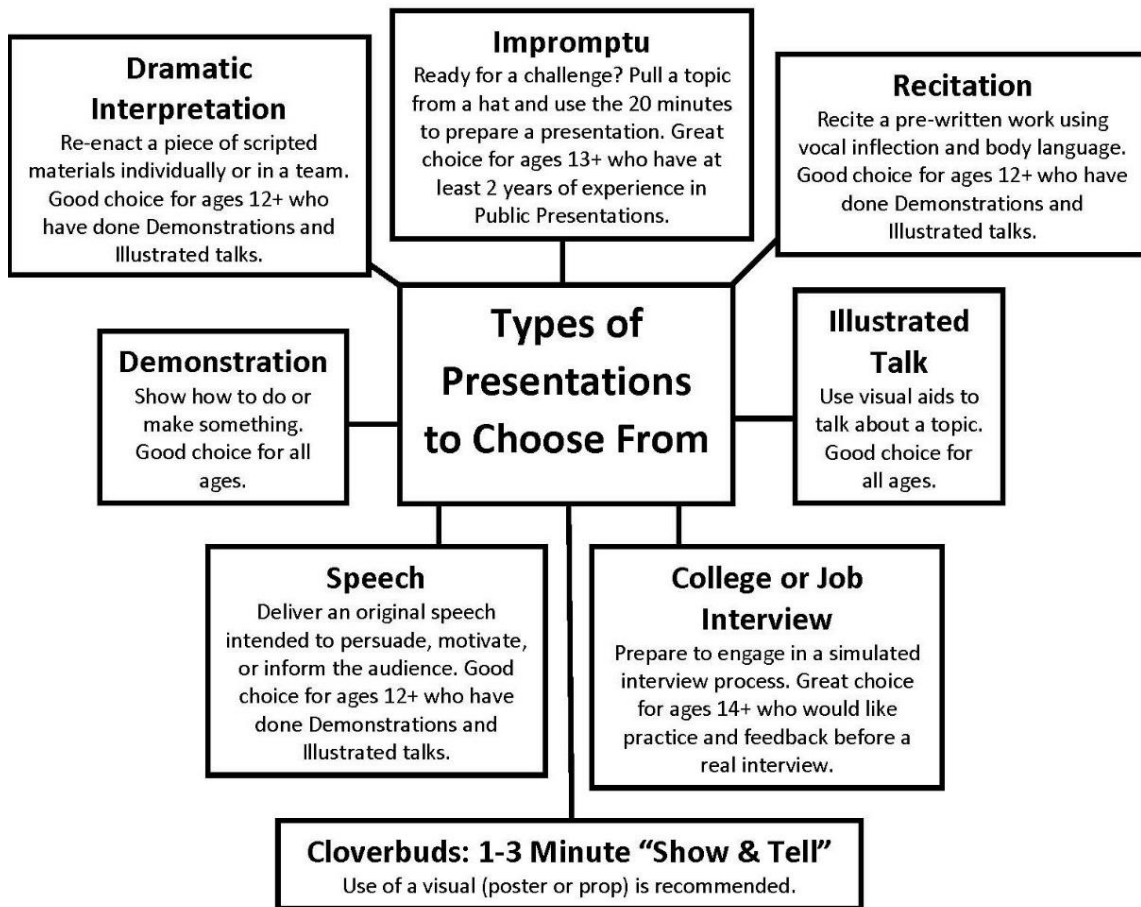 Dramatic
Interpretation
Re-enact a piece of scripted
materials individually or in a team.
Good choice for ages 12+ who
have done Demonstrations and
Illustrated talks.
Impromptu
Ready for a challenge? Pull a topic
from a hat and use the 20 minutes
to prepare a presentation. Great
choice for ages 13+ who have at
least 2 years of experience in
Public Presentations.
Recitation
Recite a pre-written work using
vocal inflection and body language.
Good choice for ages 12+ who have
done Demonstrations and
Illustrated talks.
Demonstration
Show how to do or
make something.
Good choice for all
ages.
Types of
Presentations
to Choose From
Illustrated
Talk
Use visual aids to
talk about a topic.
Good choice for
all ages.
Speech
Deliver an original speech
intended to persuade, motivate,
or inform the audience. Good
choice for ages 12+ who have
done Demonstrations and
Illustrated talks.
College or Job
Interview
Prepare to engage in a simulated
interview process. Great choice
for ages 14+ who would like
practice and feedback before a
real interview.
Cloverbuds: 1-3 Minute “Show & Tell”
Use of a visual (poster or prop) is recommended.